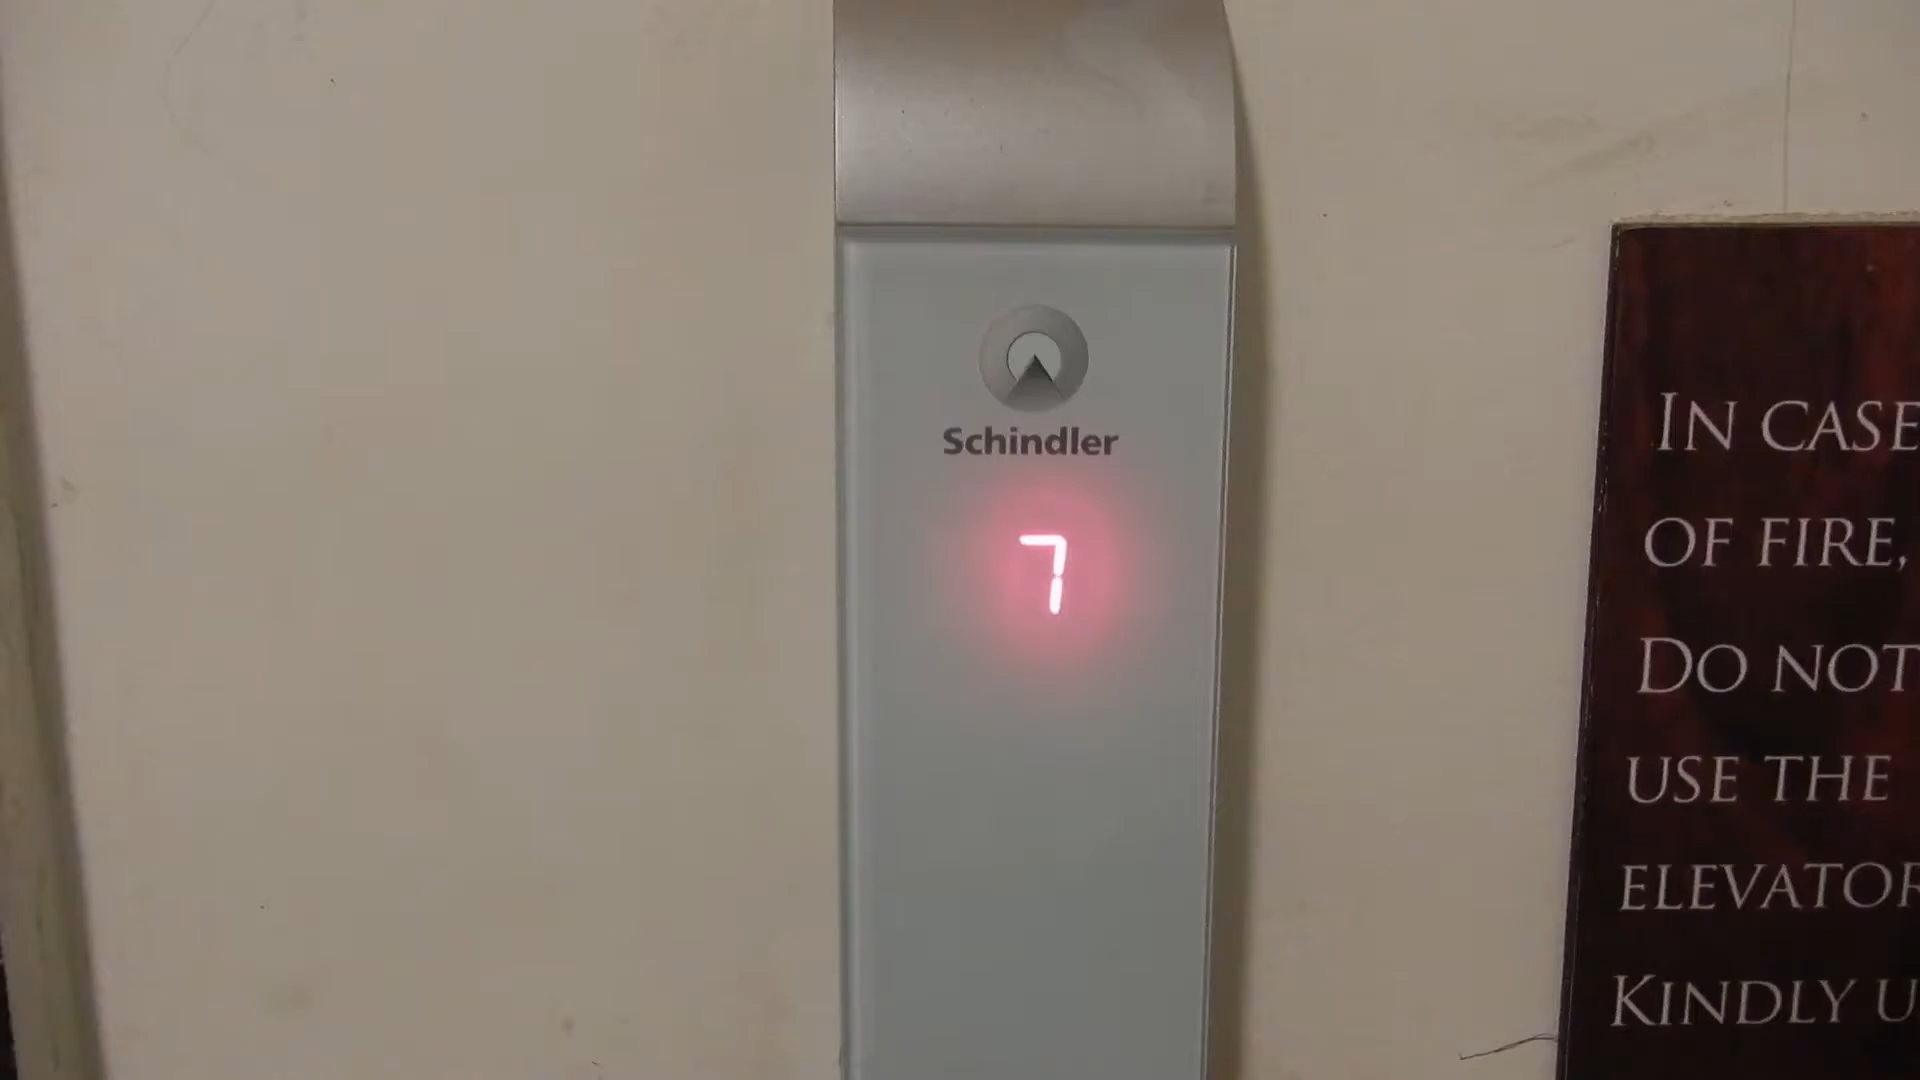 Schindler
7
IN CASE
OF FIRE,
DO NOT
USE THE
ELEVATOR
KINDLY U